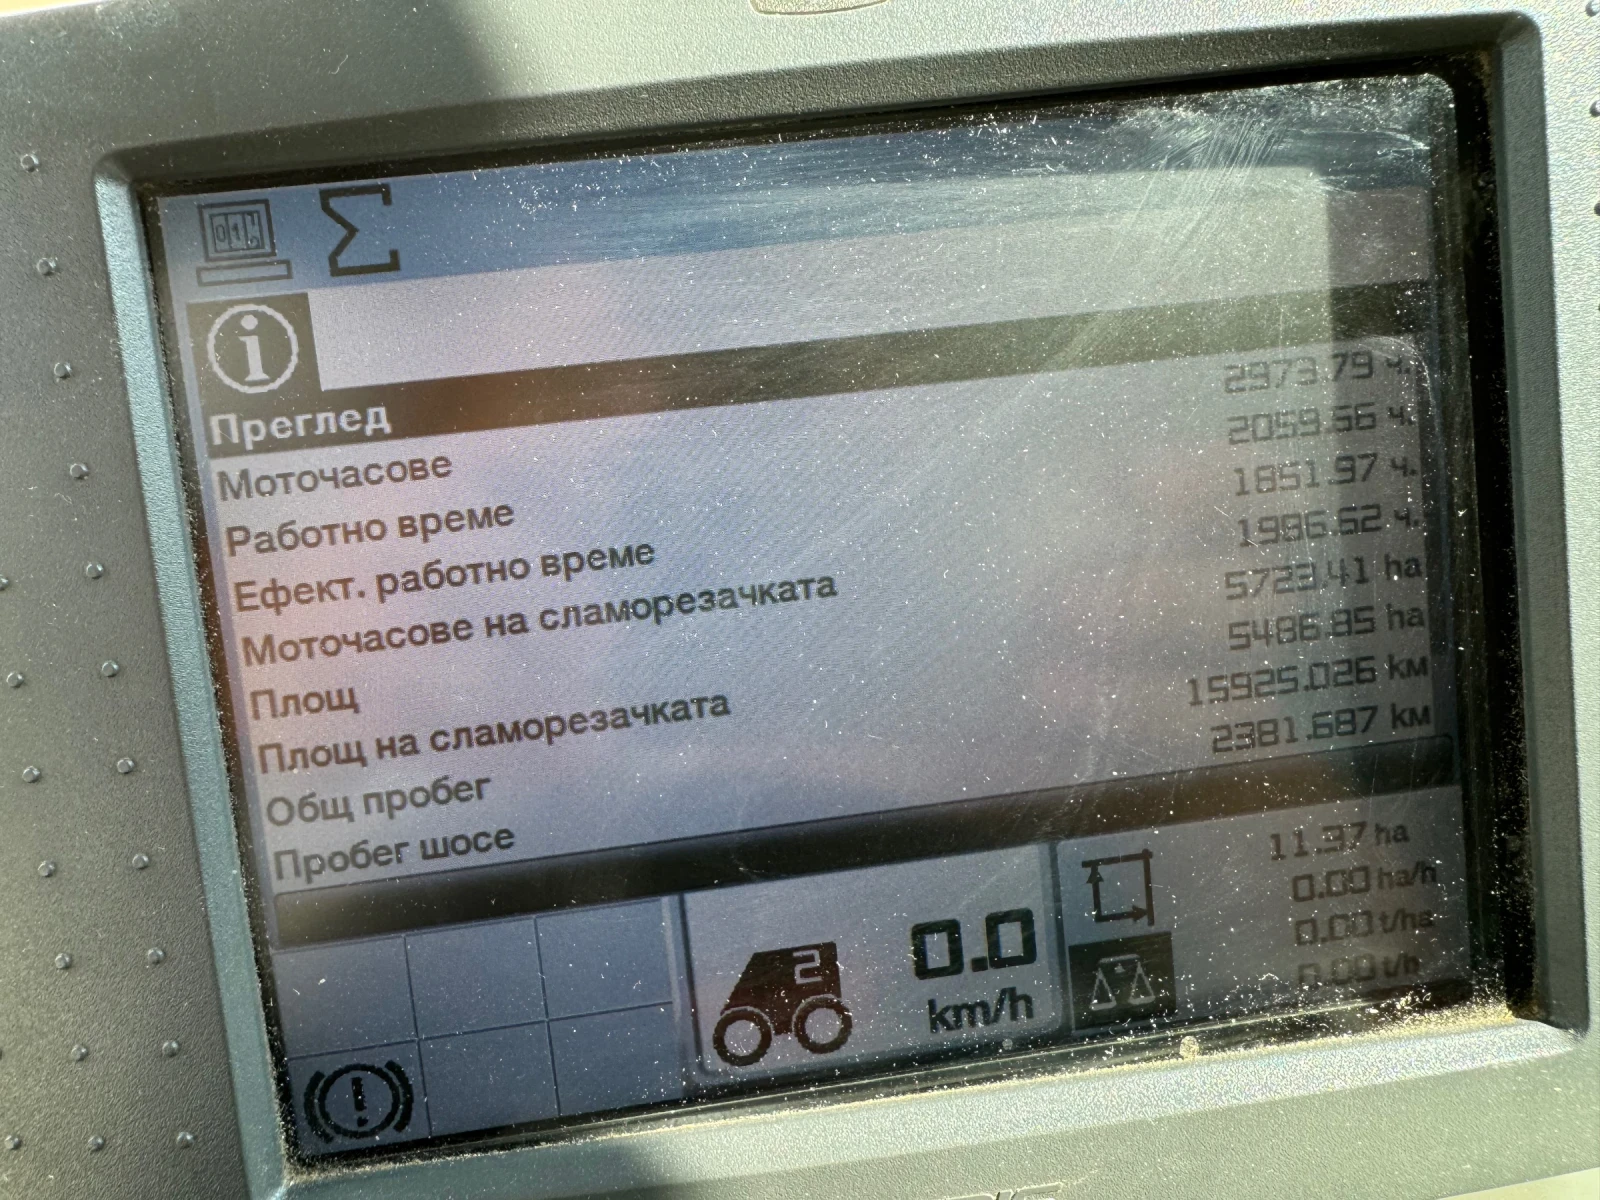 Σ
i
Преглед
Моточасове 2973.79 ч.
Работно време 2059.56 ч.
Ефект. работно време 1851.97 ч.
Моточасове на сламорезачката 1986.62 ч.
Площ 5723.41 ha
Площ на сламорезачката 5486.85 ha
Общ пробег 15925.026 км
Пробег шосе 2381.687 км
2
0.0
km/h
11.97 ha
0.00 ha/h
0.00 t/ha
0.00 t/h